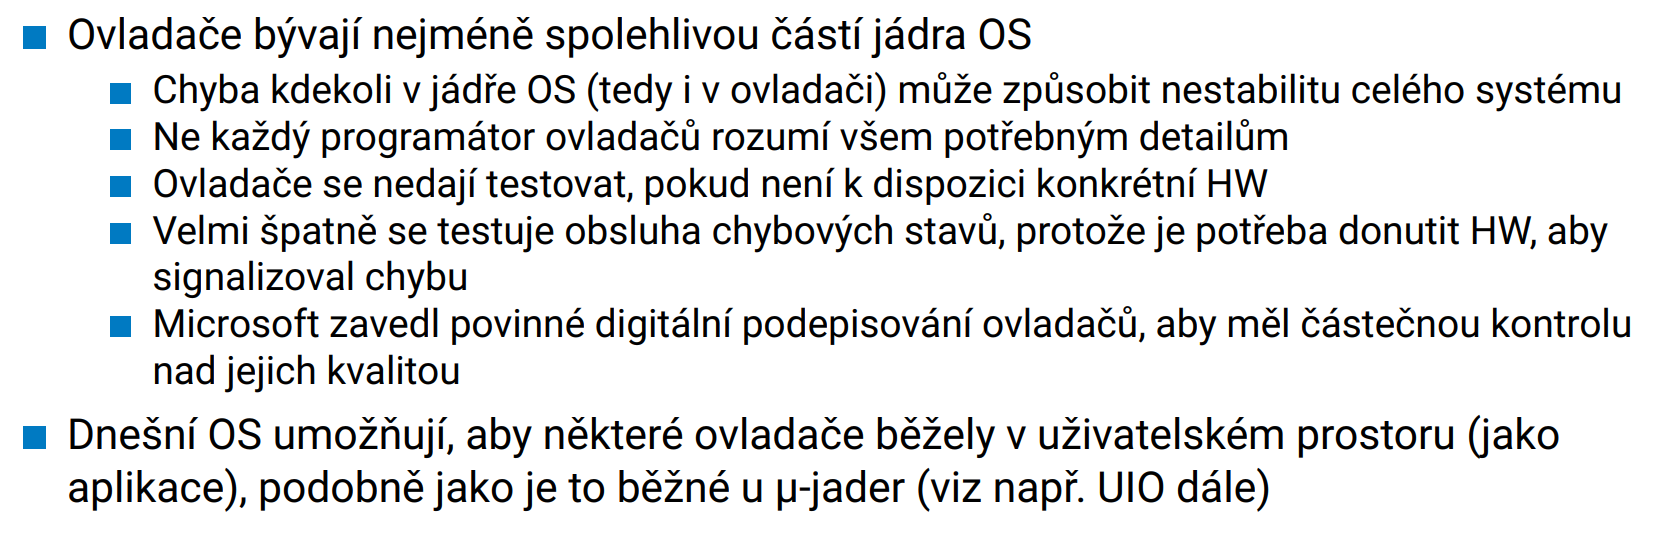 Ovladače bývají nejméně spolehlivou částí jádra OS
Chyba kdekoli v jádře OS (tedy i v ovladači) může způsobit nestabilitu celého systému
Ne každý programátor ovladačů rozumí všem potřebným detailům
Ovladače se nedají testovat, pokud není k dispozici konkrétní HW
Velmi špatně se testuje obsluha chybových stavů, protože je potřeba donutit HW, aby
signalizoval chybu
Microsoft zavedl povinné digitální podepisování ovladačů, aby měl částečnou kontrolu
nad jejich kvalitou
Dnešní OS umožňují, aby některé ovladače běžely v uživatelském prostoru (jako
aplikace), podobně jako je to běžné u µ-jader (viz např. UIO dále)